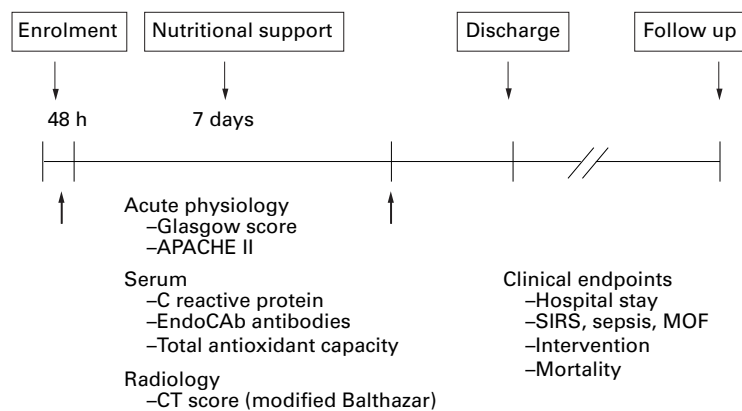 Enrolment
Nutritional support
Discharge
Follow up
48 h
7 days
Acute physiology
–Glasgow score
–APACHE II
Serum
–C reactive protein
–EndoCAb antibodies
–Total antioxidant capacity
Radiology
–CT score (modified Balthazar)
Clinical endpoints
–Hospital stay
–SIRS, sepsis, MOF
–Intervention
–Mortality